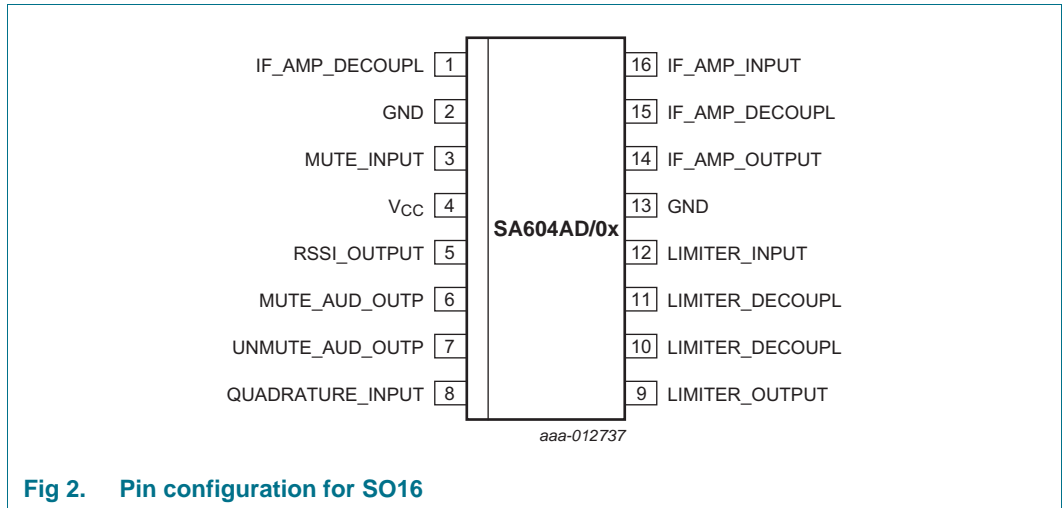 IF_AMP_DECOUPL 1 16 IF_AMP_INPUT
GND 2 15 IF_AMP_DECOUPL
MUTE_INPUT 3 14 IF_AMP_OUTPUT
VCC 4 13 GND
SA604AD/0x
RSSI_OUTPUT 5 12 LIMITER_INPUT
MUTE_AUD_OUTP 6 11 LIMITER_DECOUPL
UNMUTE_AUD_OUTP 7 10 LIMITER_DECOUPL
QUADRATURE_INPUT 8 9 LIMITER_OUTPUT
aaa-012737
Fig 2. Pin configuration for SO16